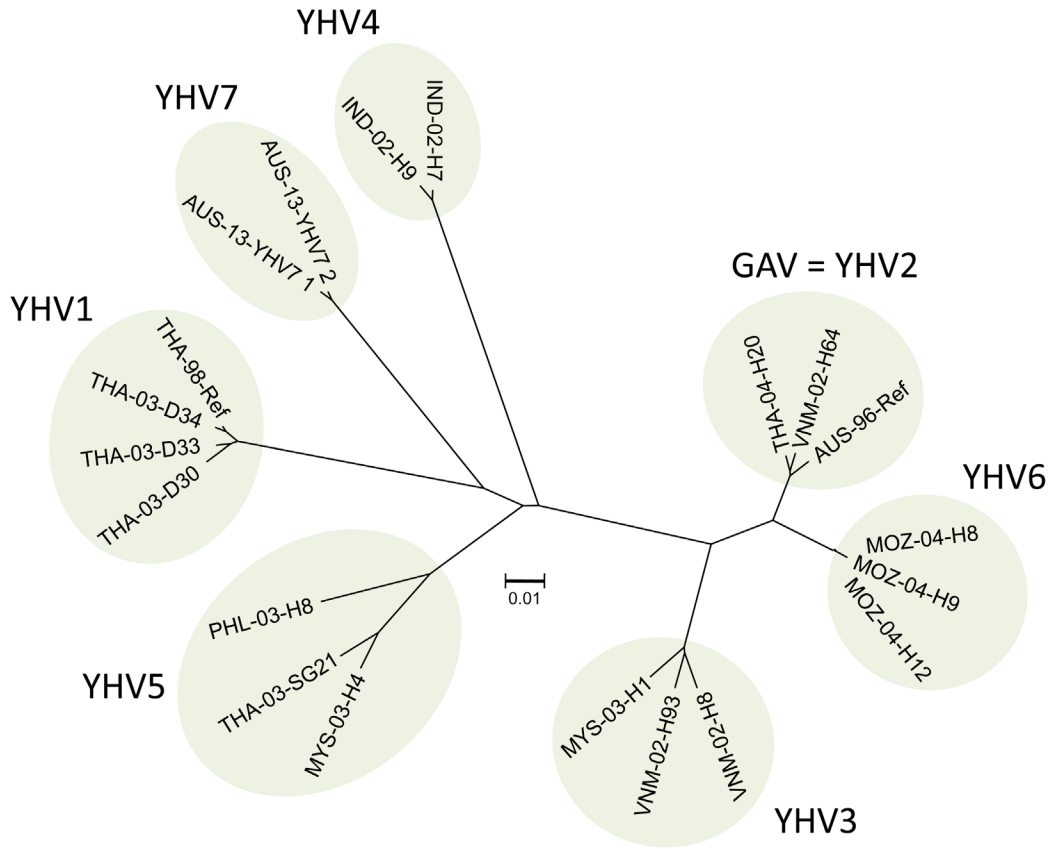 YHV4
IND-02-H9
IND-02-H7
YHV7
AUS-13-YHV7 2
AUS-13-YHV7 1
YHV1
THA-98-Ref
THA-03-D34
THA-03-D33
THA-03-D30
GAV = YHV2
THA-04-H20
VNM-02-H64
AUS-96-Ref
YHV6
MOZ-04-H8
MOZ-04-H9
MOZ-04-H12
0.01
YHV5
PHL-03-H8
THA-03-SG21
MYS-03-H4
MYS-03-H1
VNM-02-H93
VNM-02-H8
YHV3